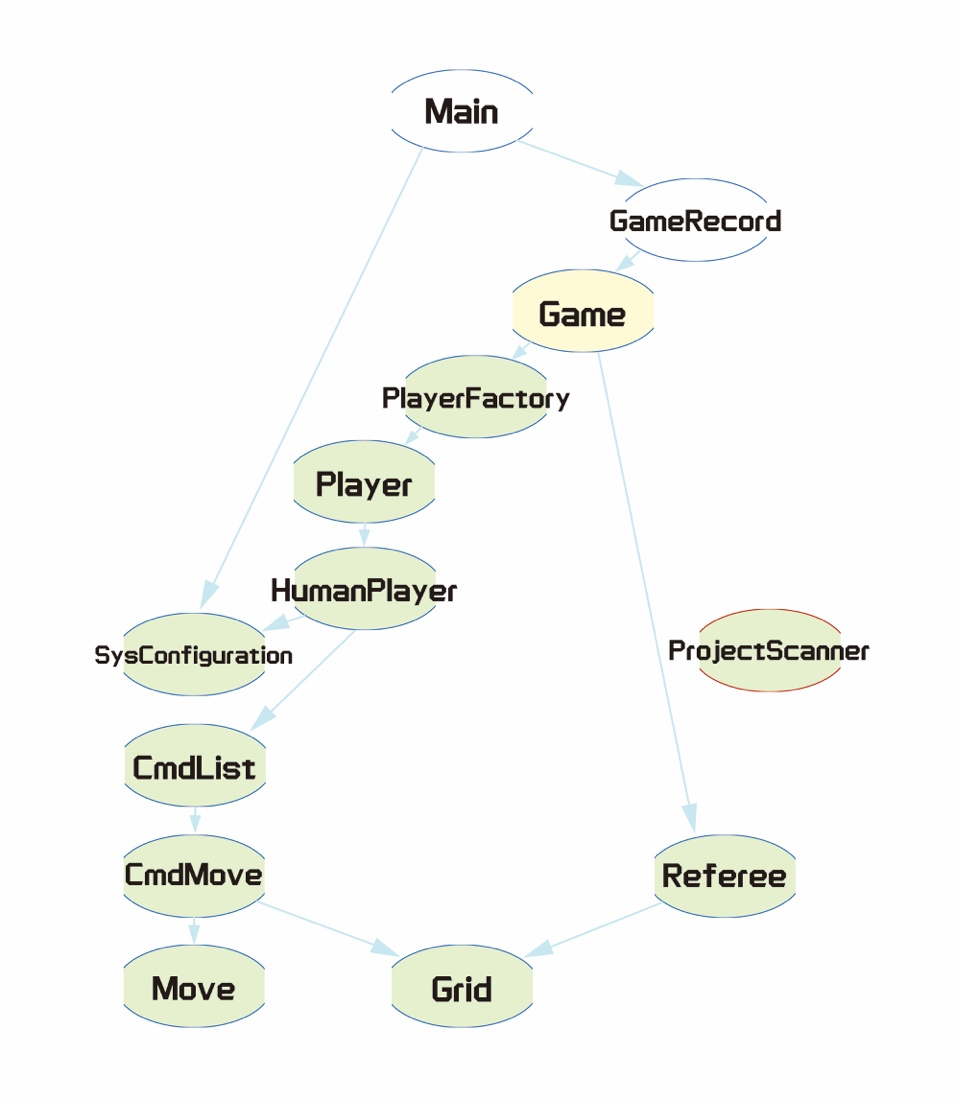 Main
GameRecord
Game
PlayerFactory
Player
HumanPlayer
SysConfiguration
ProjectScanner
CmdList
CmdMove
Referee
Move
Grid